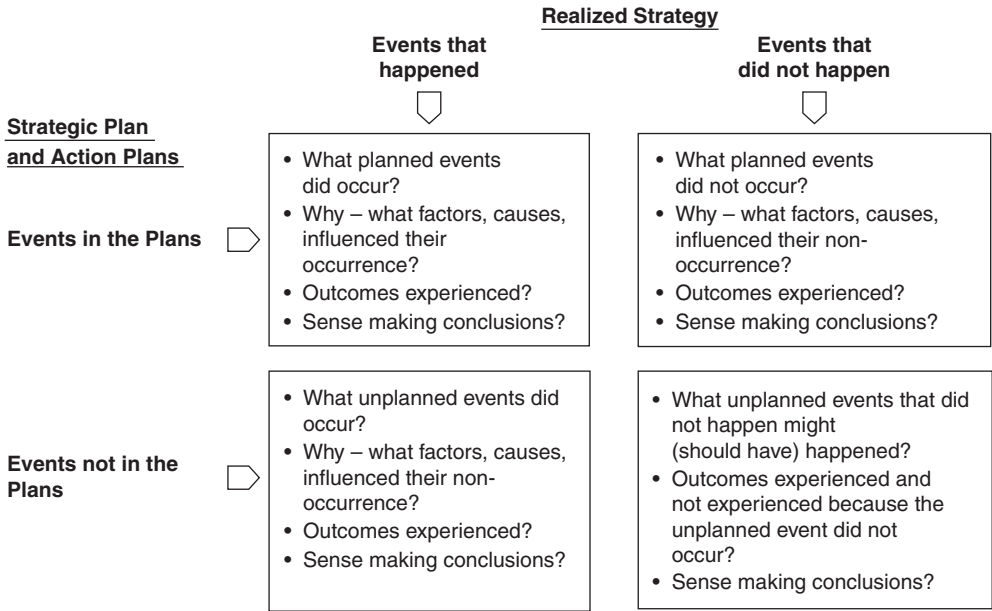 Realized Strategy
Events that
happened
Events that
did not happen
Strategic Plan
and Action Plans
Events in the Plans
• What planned events
did occur?
• Why – what factors, causes,
influenced their
occurrence?
• Outcomes experienced?
• Sense making conclusions?
• What planned events
did not occur?
• Why – what factors, causes,
influenced their non-
occurrence?
• Outcomes experienced?
• Sense making conclusions?
Events not in the
Plans
• What unplanned events did
occur?
• Why – what factors, causes,
influenced their non-
occurrence?
• Outcomes experienced?
• Sense making conclusions?
• What unplanned events that did
not happen might
(should have) happened?
• Outcomes experienced and
not experienced because the
unplanned event did not
occur?
• Sense making conclusions?